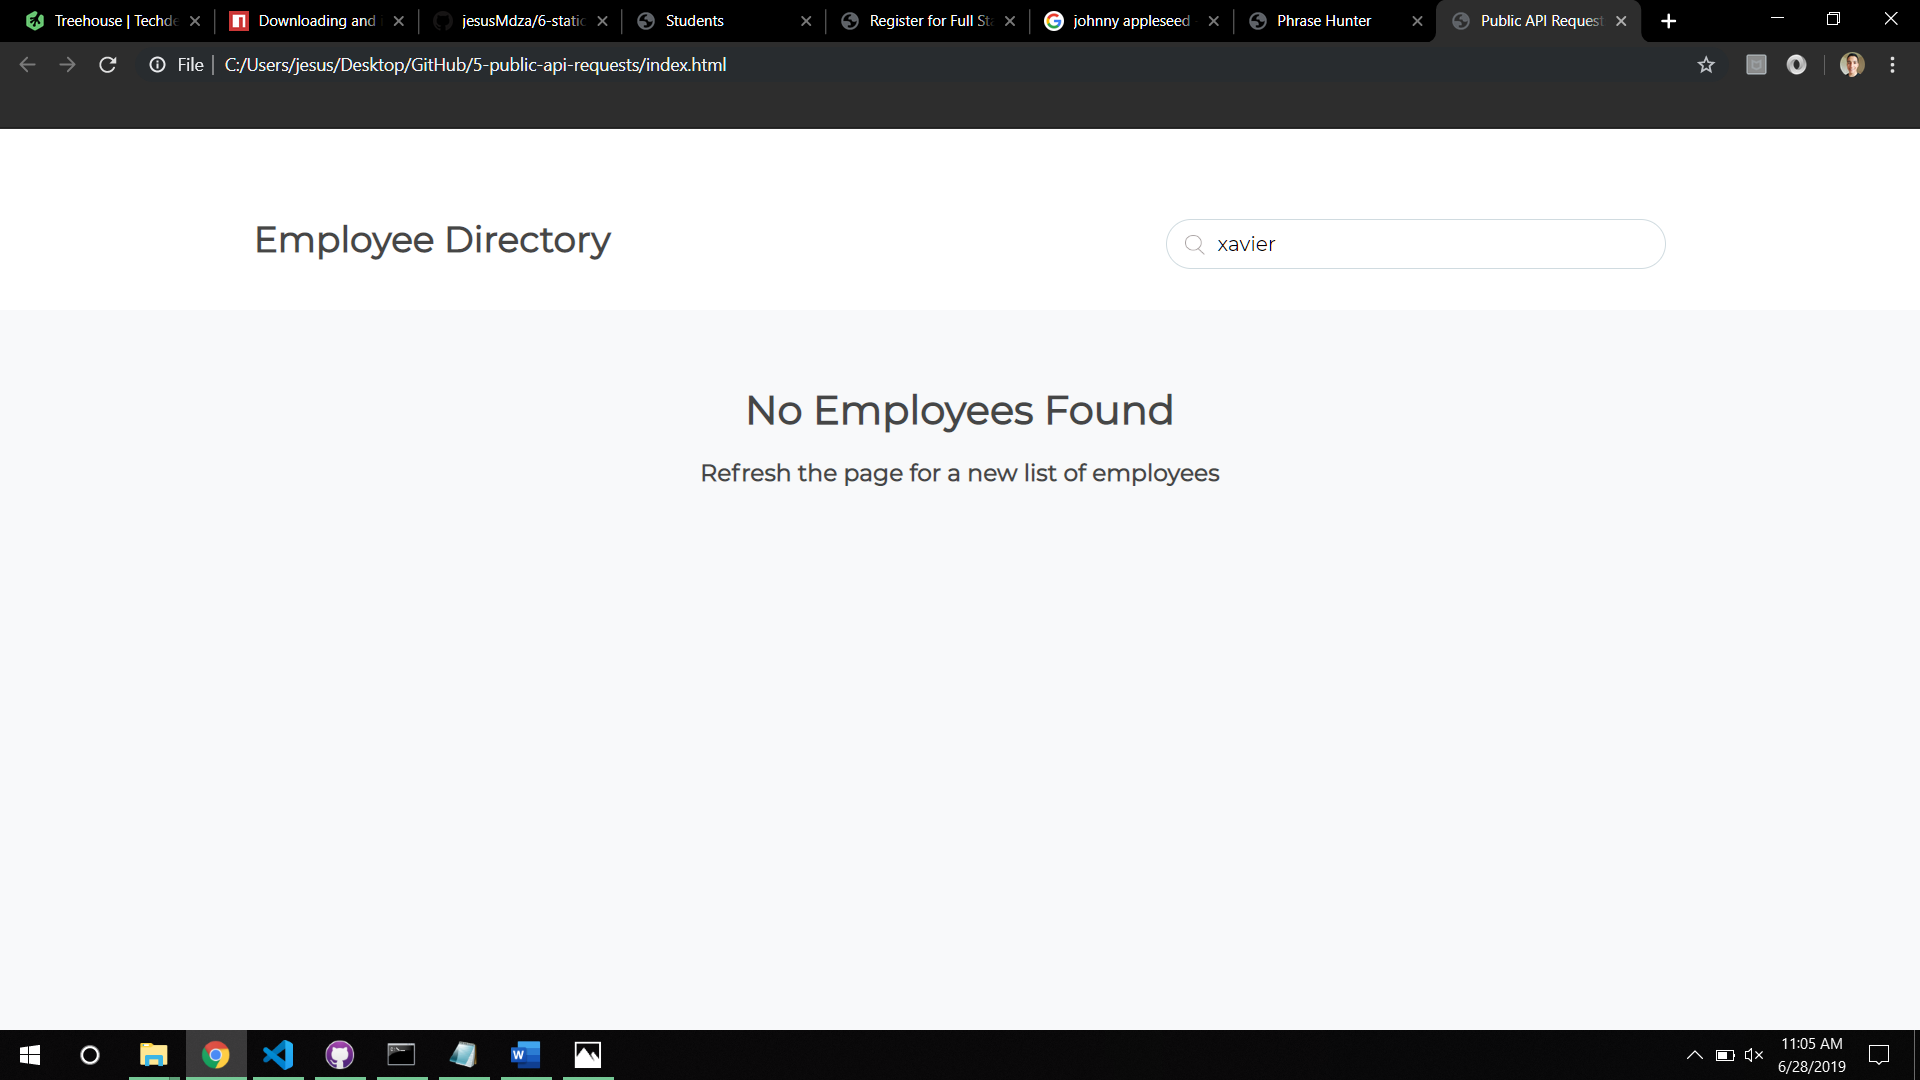 Treehouse | Techde
Downloading and i
jesusMdza/6-static
Students
Register for Full Sta
johnny appleseed -
Phrase Hunter
Public API Request
File
C:/Users/jesus/Desktop/GitHub/5-public-api-requests/index.html
Employee Directory
xavier
No Employees Found
Refresh the page for a new list of employees
11:05 AM
6/28/2019